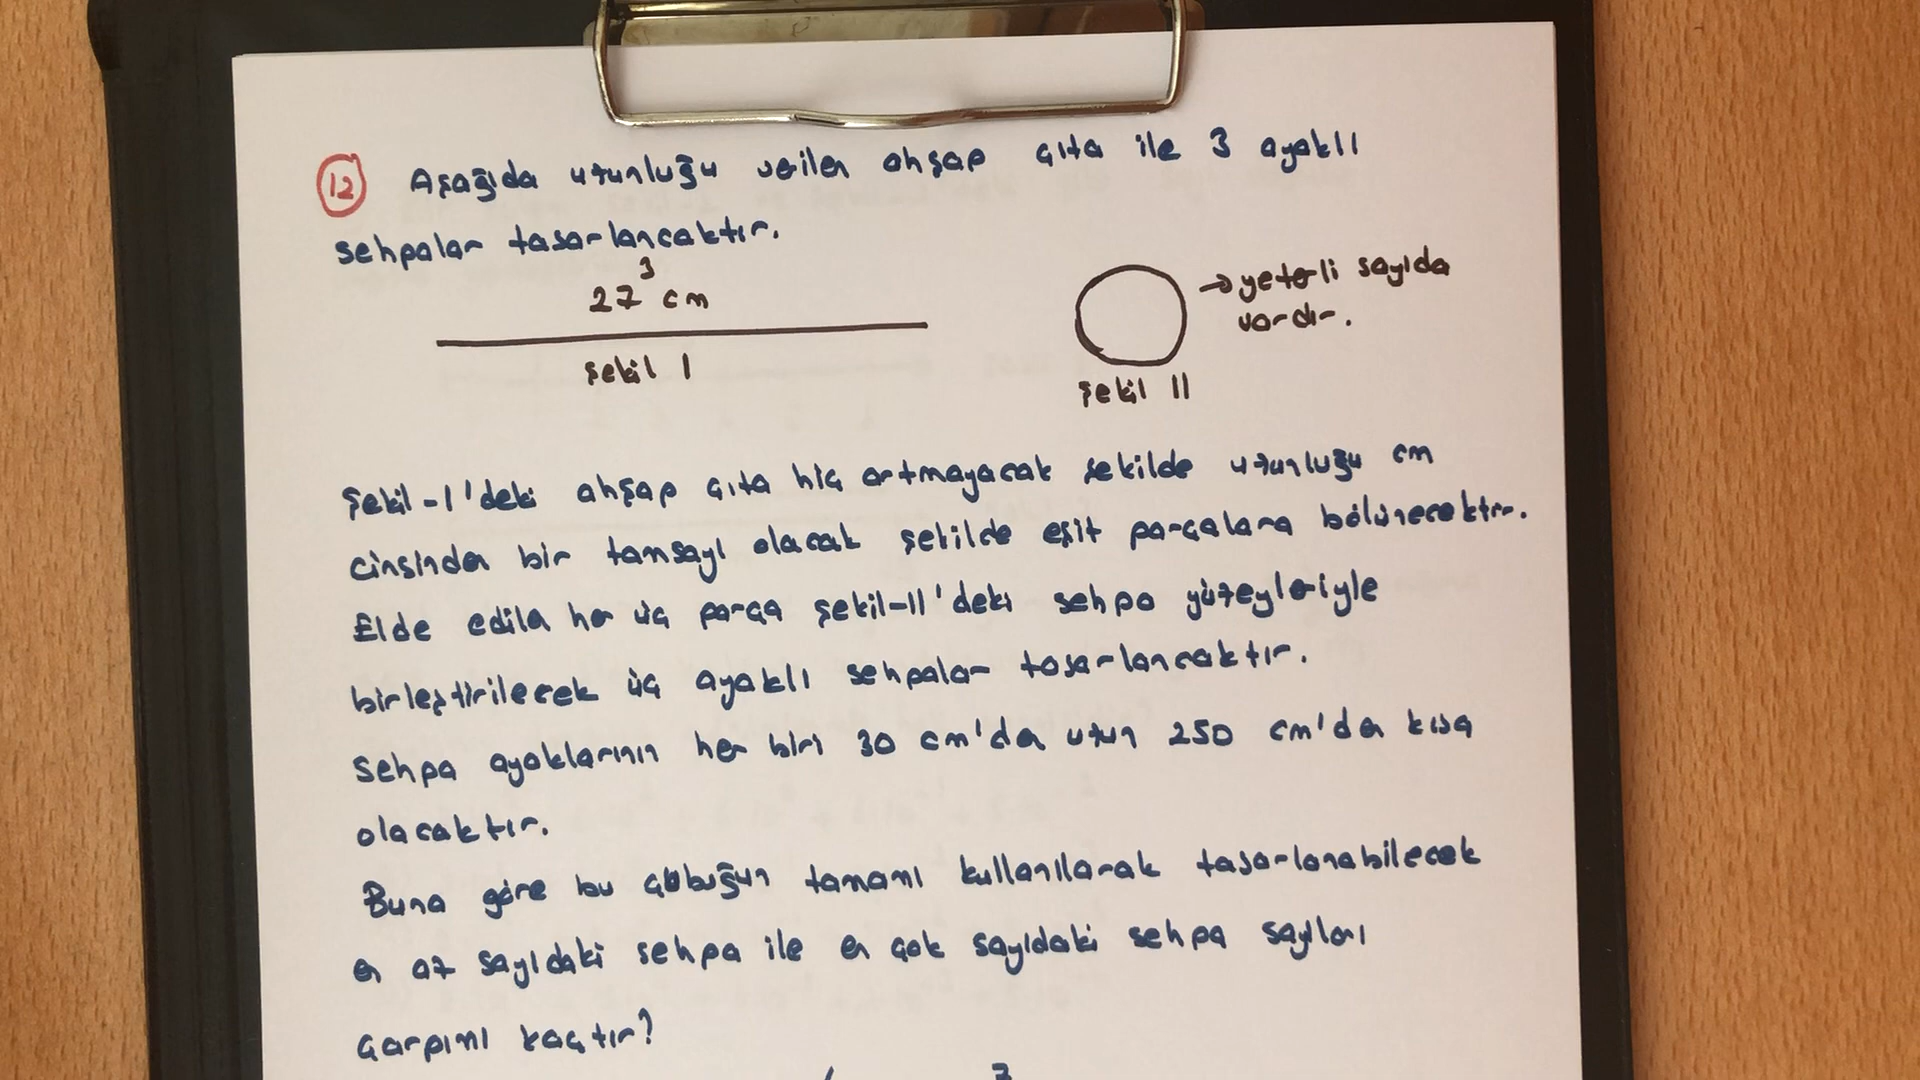 12 Aşağıda uzunluğu verilen ahşap çıta ile 3 ayaklı
sehpalar tasarlancaktır.
27³ cm
Şekil I
→ yeterli sayıda
vardır.
Şekil II
Şekil-I'deki ahşap çıta hiç artmayacak şekilde uzunluğu cm
cinsinden bir tamsayı olacak şekilde eşit parçalara bölünecektir.
Elde edilen her üç parça şekil-II'deki sehpa yüzeyleriyle
birleştirilecek üç ayaklı sehpalar tasarlancaktır.
Sehpa ayaklarının her biri 30 cm'den uzun 250 cm'den kısa
olacaktır.
Buna göre bu çubuğun tamamı kullanılarak tasarlanabilecek
en az sayıdaki sehpa ile en çok sayıdaki sehpa sayıları
çarpımı kaçtır?